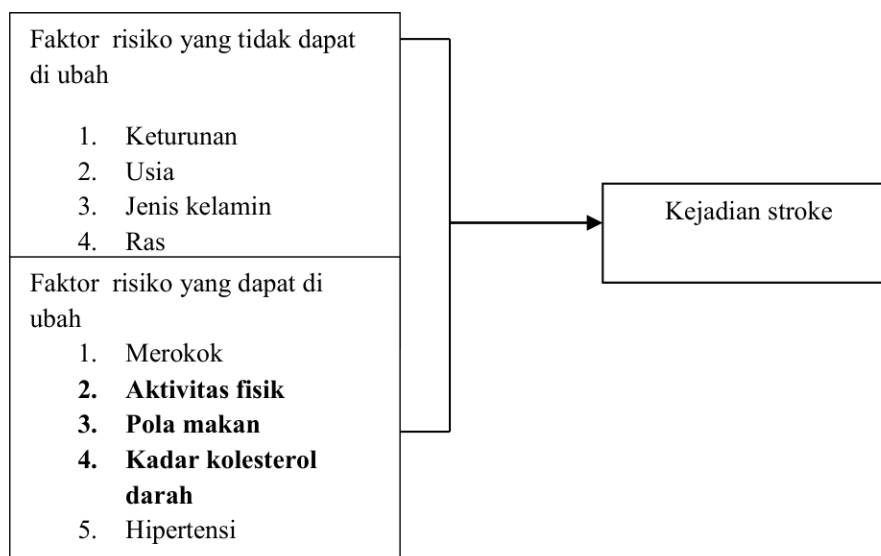 Faktor risiko yang tidak dapat
di ubah
1. Keturunan
2. Usia
3. Jenis kelamin
4. Ras
Faktor risiko yang dapat di
ubah
1. Merokok
2. Aktivitas fisik
3. Pola makan
4. Kadar kolesterol
darah
5. Hipertensi
Kejadian stroke